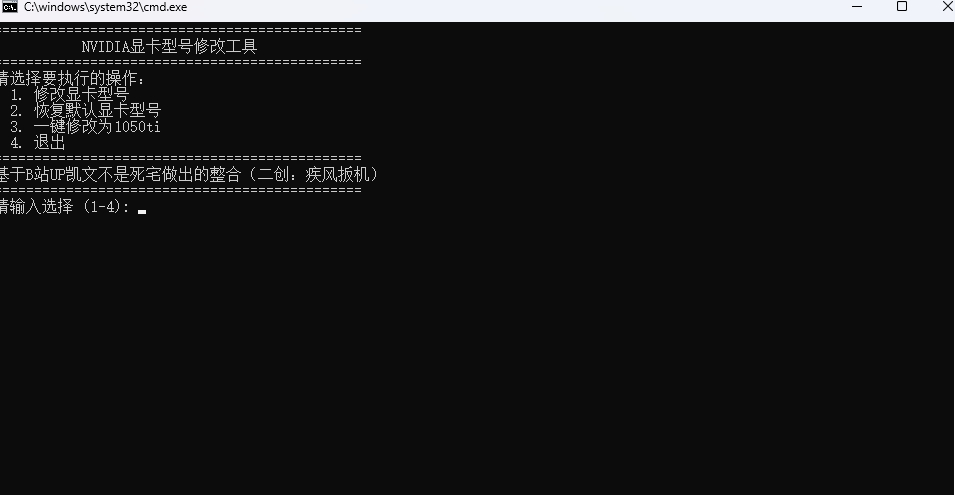 C:\windows\system32\cmd.exe
=============================================
NVIDIA显卡型号修改工具
=============================================
请选择要执行的操作:
1. 修改显卡型号
2. 恢复默认显卡型号
3. 一键修改为1050ti
4. 退出
=============================================
基于B站UP凯文不是死宅做出的整合（二创：疾风扳机）
=============================================
请输入选择 (1-4):